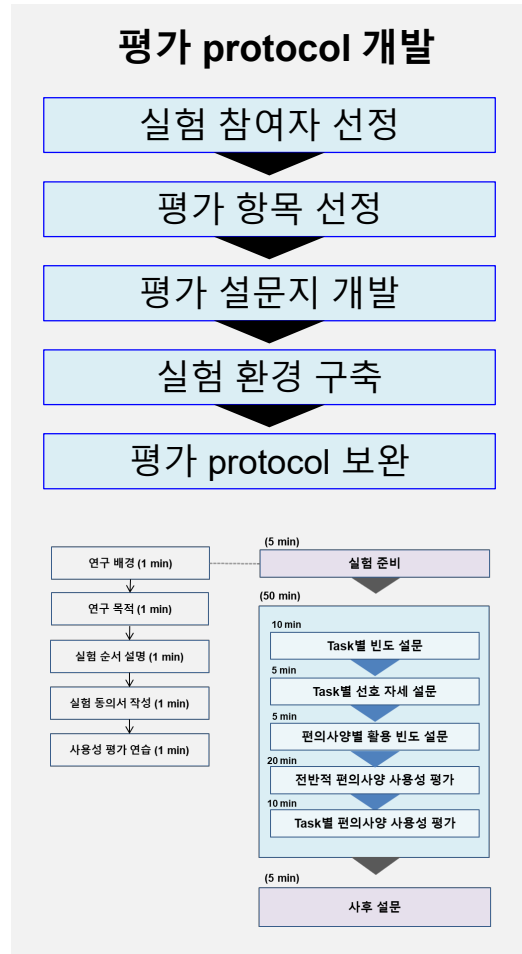 평가 protocol 개발
실험 참여자 선정
평가 항목 선정
평가 설문지 개발
실험 환경 구축
평가 protocol 보완
연구 배경 (1 min)
연구 목적 (1 min)
실험 순서 설명 (1 min)
실험 동의서 작성 (1 min)
사용성 평가 연습 (1 min)
(5 min)
실험 준비
(50 min)
10 min
Task별 빈도 설문
5 min
Task별 선호 자세 설문
5 min
편의사양별 활용 빈도 설문
20 min
전반적 편의사양 사용성 평가
10 min
Task별 편의사양 사용성 평가
(5 min)
사후 설문